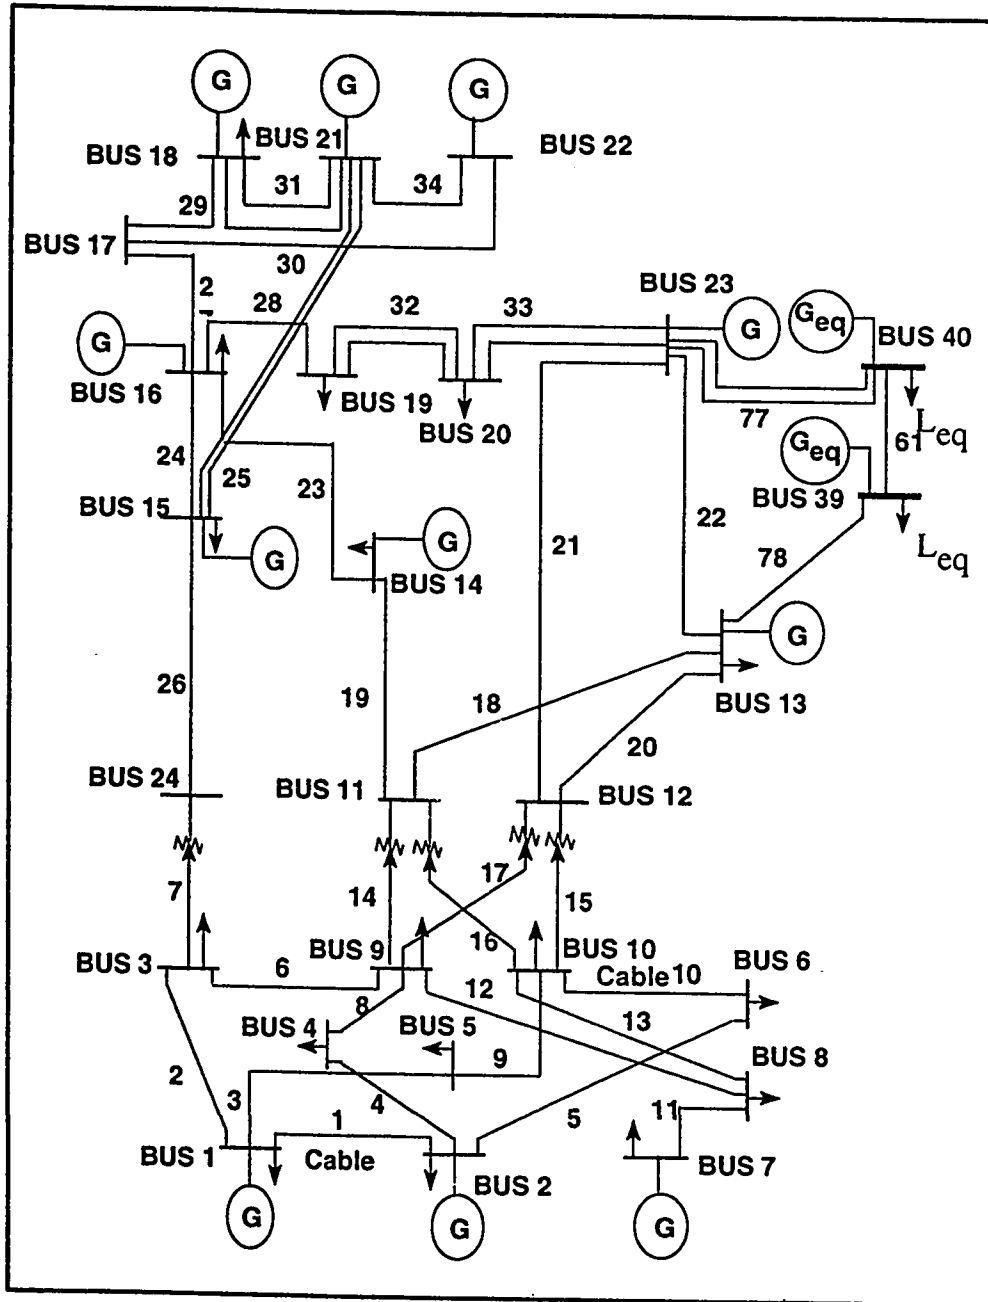 G
G
G
BUS 18
BUS 21
BUS 22
31
34
29
BUS 17
30
BUS 23
2
28
32
33
G
Geq
BUS 40
G
BUS 16
BUS 19
BUS 20
77
Leq
61
24
25
23
Geq
BUS 39
BUS 15
22
G
G
BUS 14
21
78
Leq
26
19
18
G
BUS 13
20
BUS 24
BUS 11
BUS 12
17
7
14
15
16
BUS 3
6
BUS 9
BUS 10
Cable
10
BUS 6
12
8
13
BUS 4
BUS 5
BUS 8
9
2
3
4
5
11
1
BUS 1
Cable
BUS 2
BUS 7
G
G
G